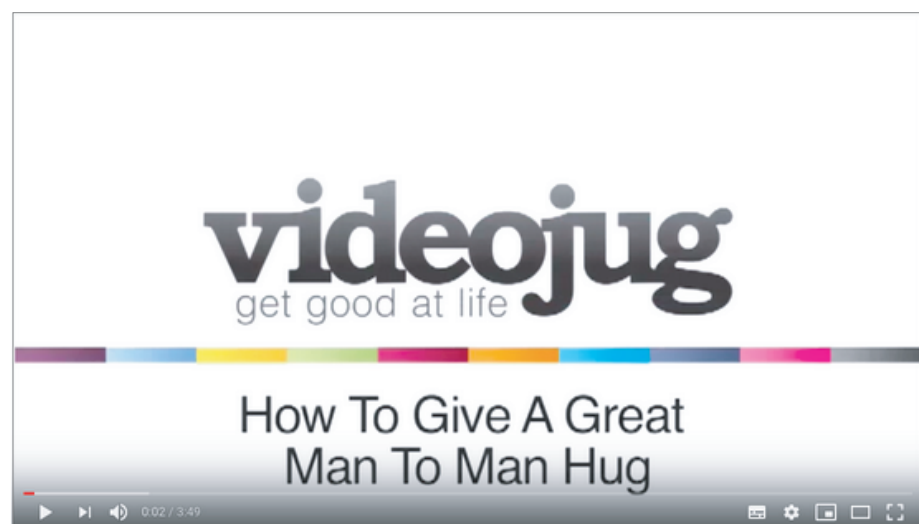 videojug
get good at life
How To Give A Great
Man To Man Hug
0:02 / 3:49